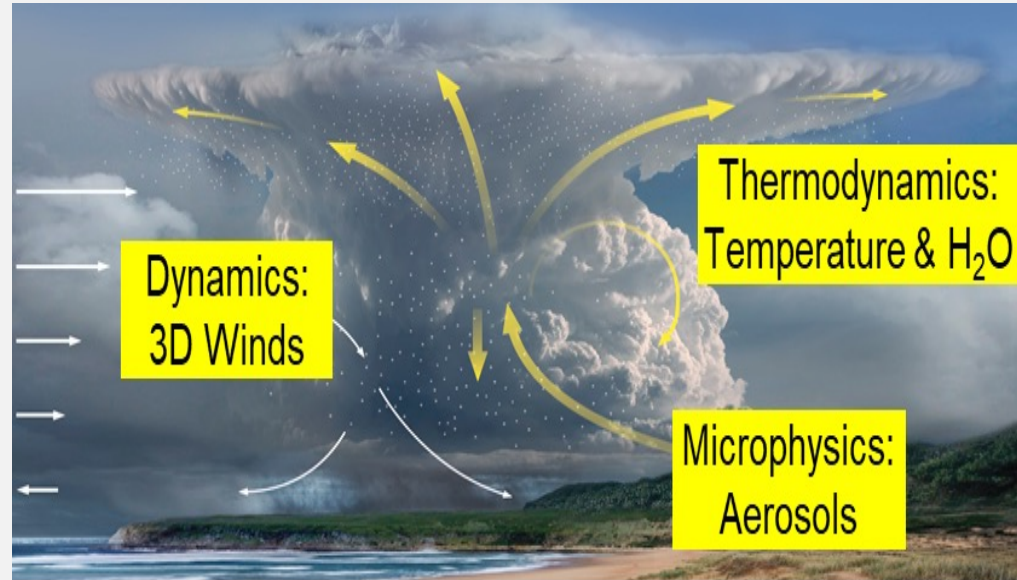 Thermodynamics:
Temperature & H₂O
Dynamics:
3D Winds
Microphysics:
Aerosols